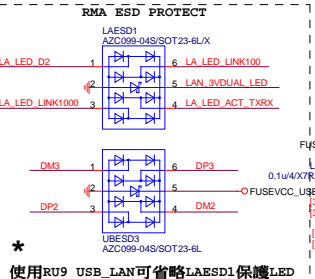 RMA ESD PROTECT
LAESD1
AZC099-04S/SOT23-6L/X
LA_LED_D2 1 6 LA_LED_LINK100
2 5 LAN_3VDUAL_LED
LA_LED_LINK1000 3 4 LA_LED_ACT_TXRX
FUS
DM3 1 6 DP3
0.1u/4/X7R
2 5 FUSEVCC_USB
DP2 3 4 DM2
UBESD3
AZC099-04S/SOT23-6L
*
使用RU9 USB_LAN可省略LAESD1保護LED